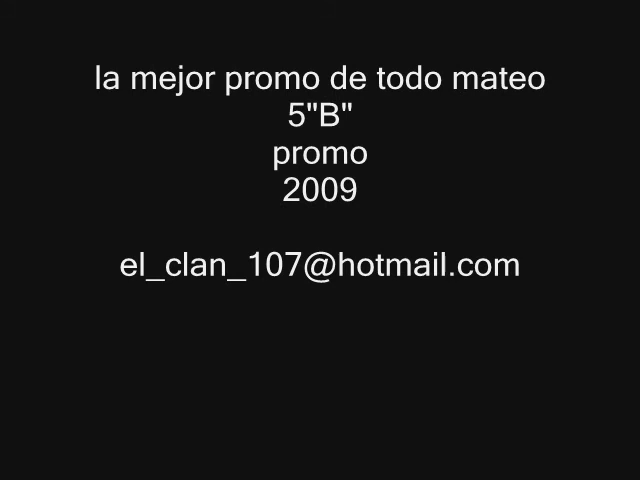 la mejor promo de todo mateo
5"B"
promo
2009
el_clan_107@hotmail.com